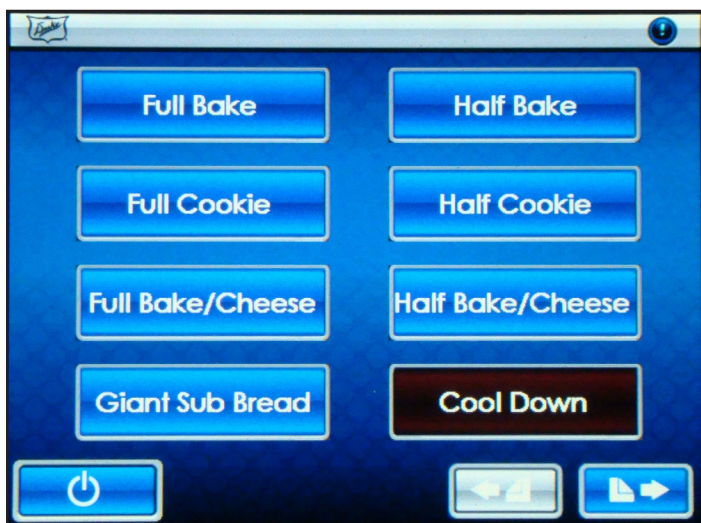 Duke
Full Bake
Half Bake
Full Cookie
Half Cookie
Full Bake/Cheese
Half Bake/Cheese
Giant Sub Bread
Cool Down